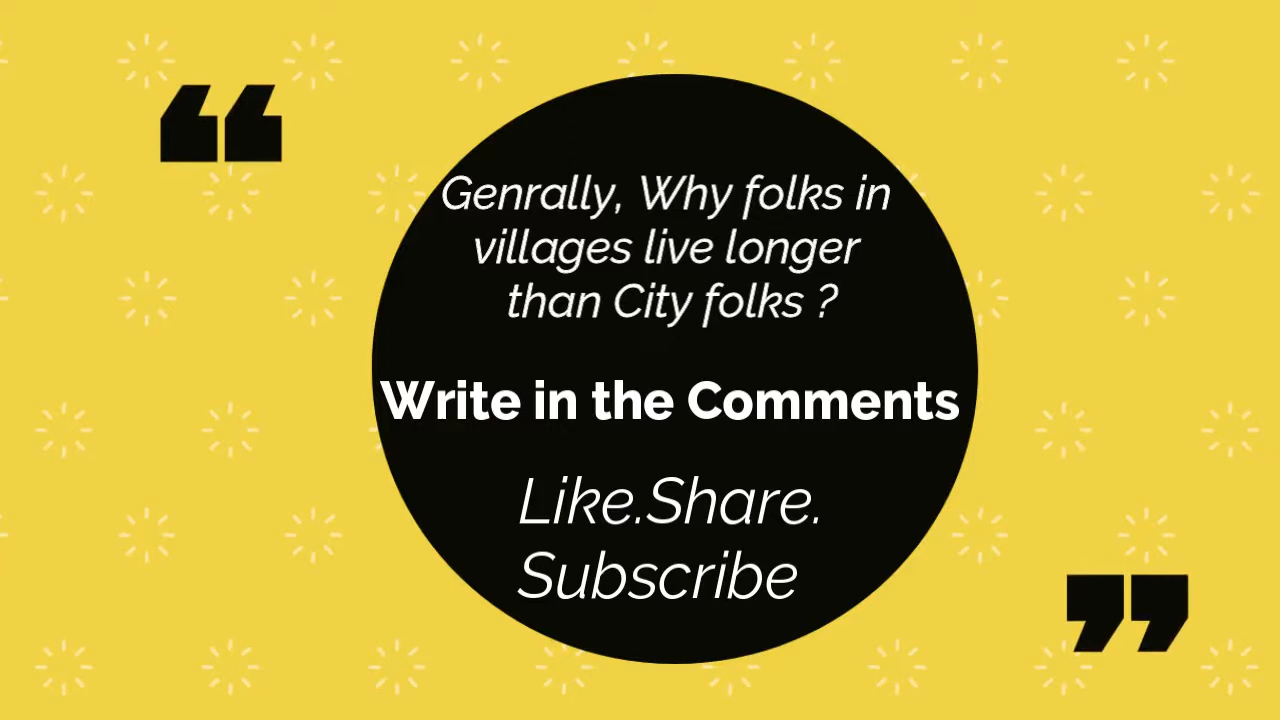 Genrally, Why folks in
villages live longer
than City folks ?
Write in the Comments
Like.Share.
Subscribe